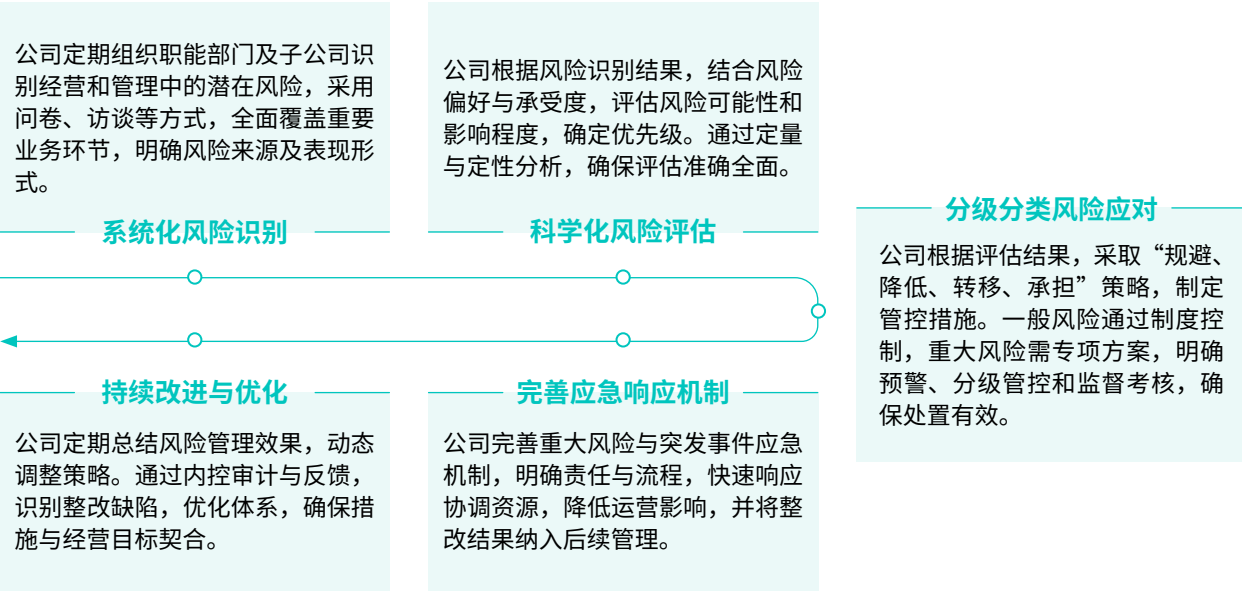 公司定期组织职能部门及子公司识
别经营和管理中的潜在风险，采用
问卷、访谈等方式，全面覆盖重要
业务环节，明确风险来源及表现形
式。
系统化风险识别
公司根据风险识别结果，结合风险
偏好与承受度，评估风险可能性和
影响程度，确定优先级。通过定量
与定性分析，确保评估准确全面。
科学化风险评估
分级分类风险应对
公司根据评估结果，采取“规避、
降低、转移、承担”策略，制定
管控措施。一般风险通过制度控
制，重大风险需专项方案，明确
预警、分级管控和监督考核，确
保处置有效。
完善应急响应机制
公司完善重大风险与突发事件应急
机制，明确责任与流程，快速响应
协调资源，降低运营影响，并将整
改结果纳入后续管理。
持续改进与优化
公司定期总结风险管理效果，动态
调整策略。通过内控审计与反馈，
识别整改缺陷，优化体系，确保措
施与经营目标契合。